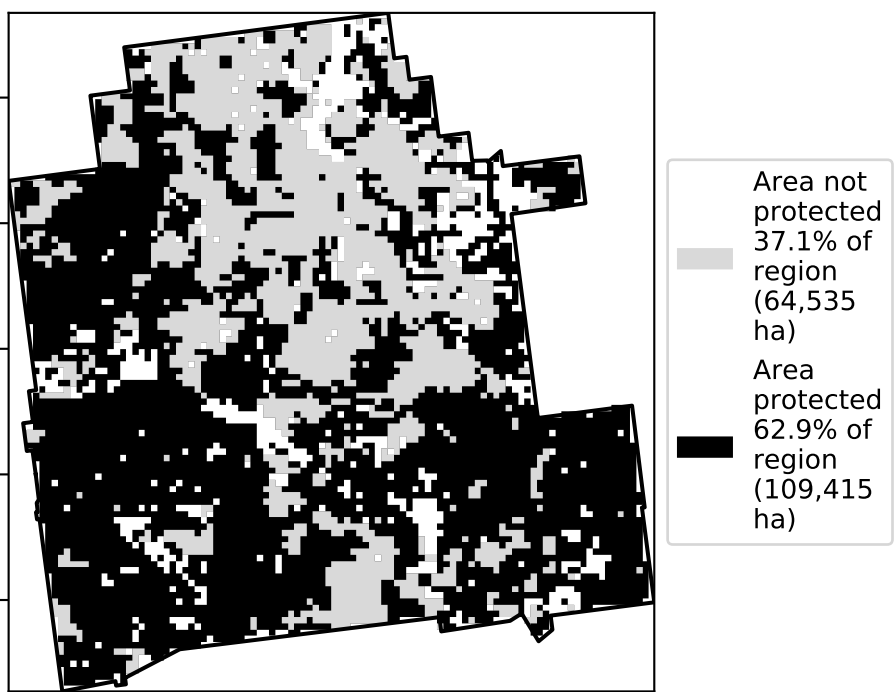 Area not
protected
37.1% of
region
(64,535
ha)
Area
protected
62.9% of
region
(109,415
ha)